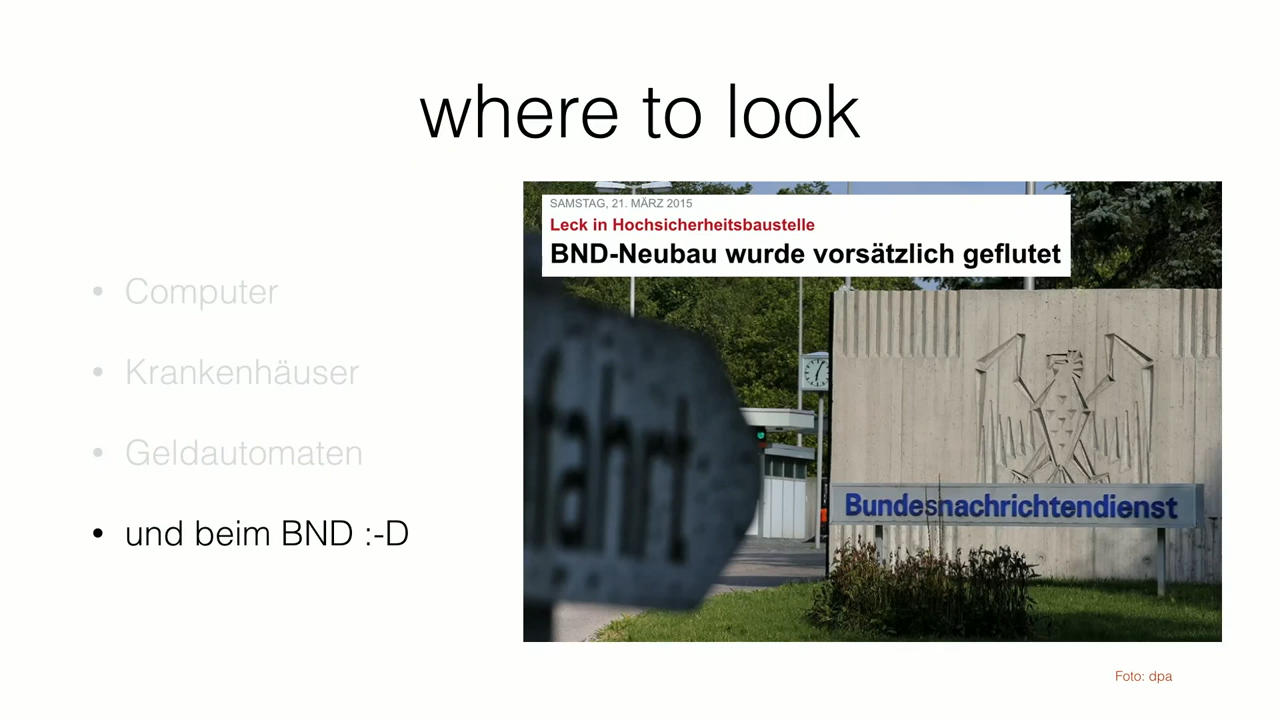 where to look
• Computer
• Krankenhäuser
• Geldautomaten
• und beim BND :-D
SAMSTAG, 21. MÄRZ 2015
Leck in Hochsicherheitsbaustelle
BND-Neubau wurde vorsätzlich geflutet
fahrt
Bundesnachrichtendienst
Foto: dpa